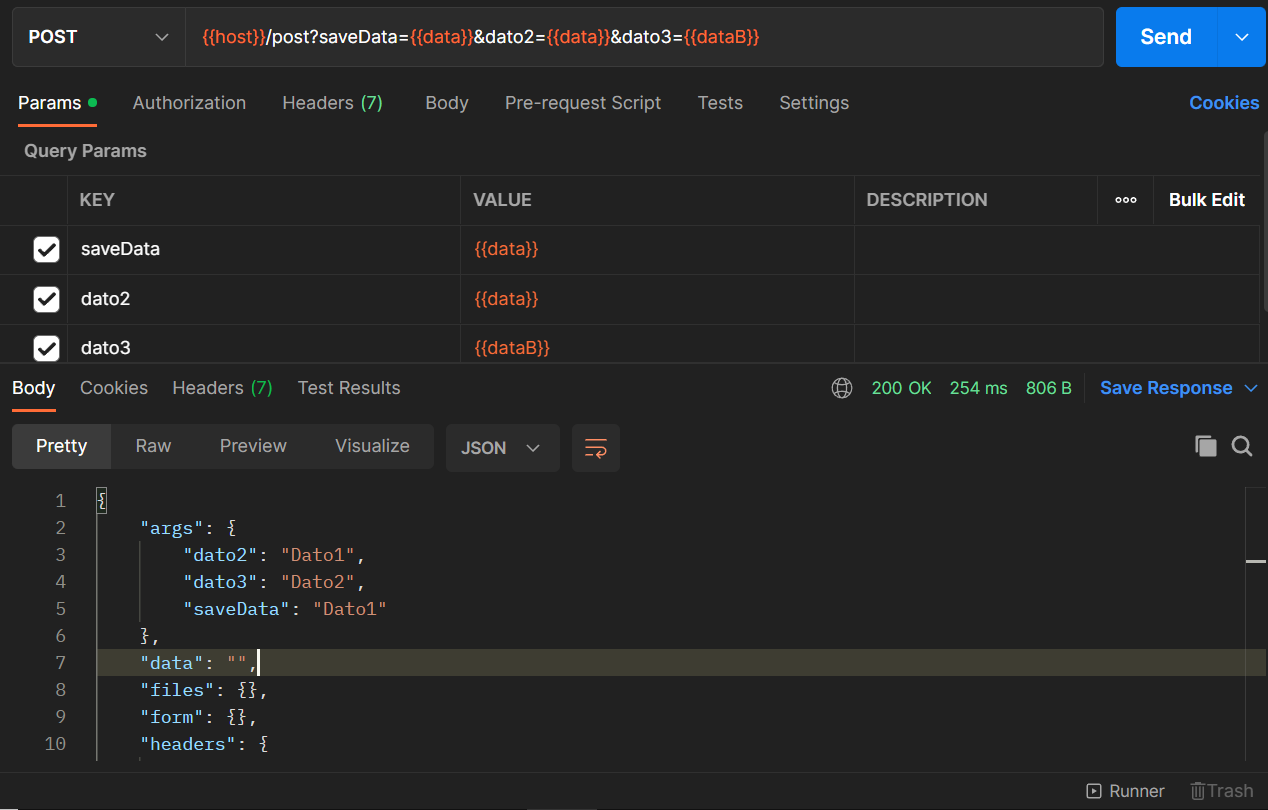 POST {{host}}/post?saveData={{data}}&dato2={{data}}&dato3={{dataB}} Send
Params Authorization Headers (7) Body Pre-request Script Tests Settings Cookies
Query Params
KEY VALUE DESCRIPTION ooo Bulk Edit
saveData {{data}}
dato2 {{data}}
dato3 {{dataB}}
Body Cookies Headers (7) Test Results 200 OK 254 ms 806 B Save Response
Pretty Raw Preview Visualize JSON
1 {
2 "args": {
3 "dato2": "Dato1",
4 "dato3": "Dato2",
5 "saveData": "Dato1"
6 },
7 "data": "",
8 "files": {},
9 "form": {},
10 "headers": {
Runner Trash